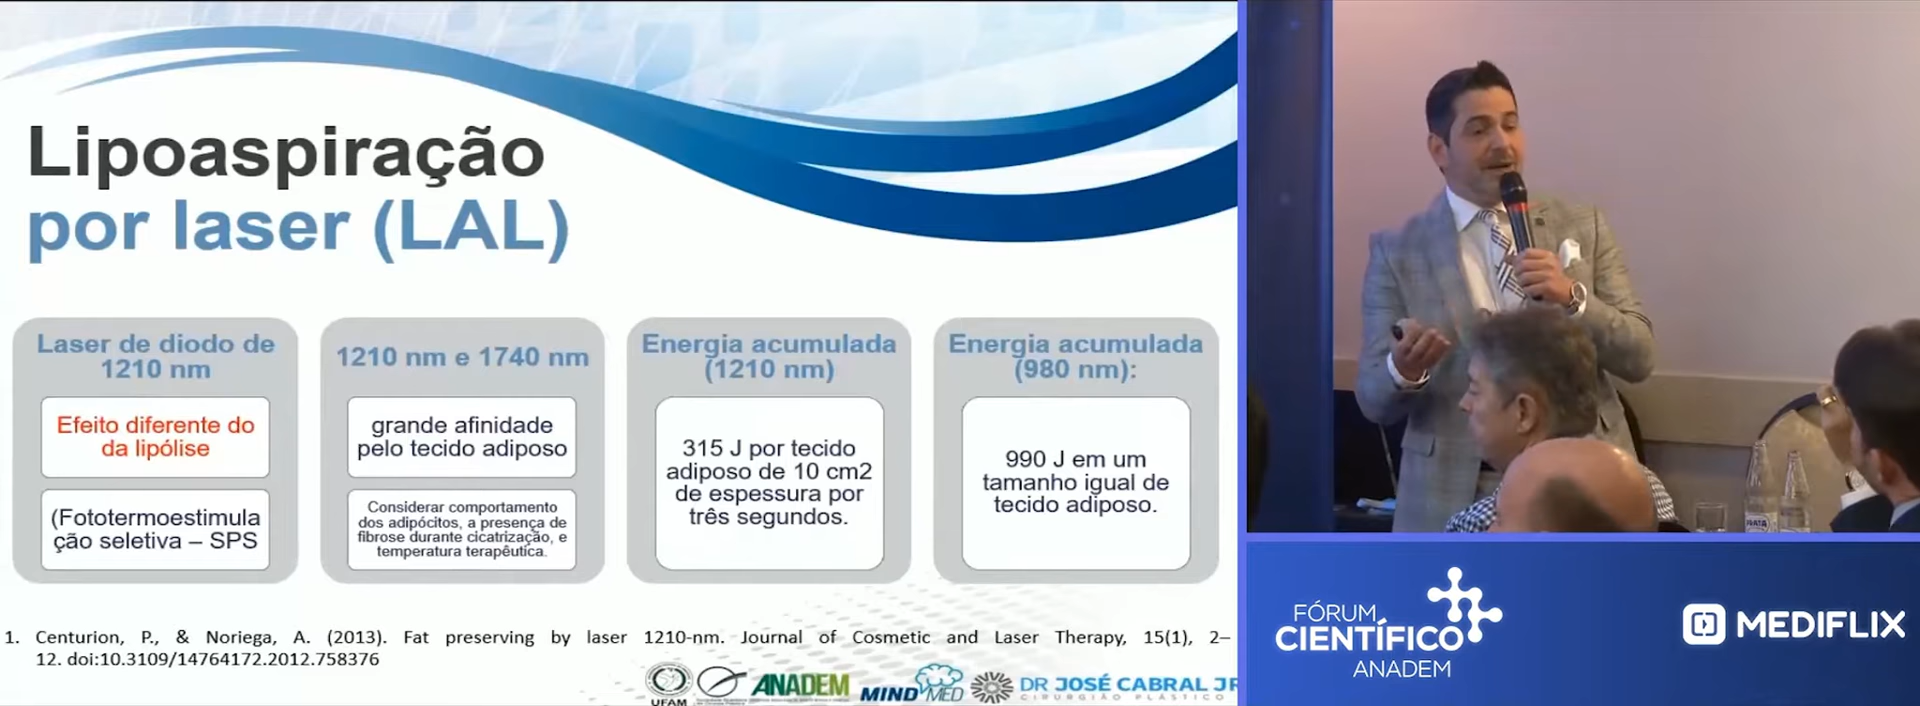 Lipoaspiração
por laser (LAL)
Laser de diodo de
1210 nm
Efeito diferente do
da lipólise
(Fototermoestimula
ção seletiva – SPS
1210 nm e 1740 nm
grande afinidade
pelo tecido adiposo
Considerar comportamento
dos adipócitos, a presença de
fibrose durante cicatrização, e
temperatura terapêutica.
Energia acumulada
(1210 nm)
315 J por tecido
adiposo de 10 cm2
de espessura por
três segundos.
Energia acumulada
(980 nm):
990 J em um
tamanho igual de
tecido adiposo.
1. Centurion, P., & Noriega, A. (2013). Fat preserving by laser 1210-nm. Journal of Cosmetic and Laser Therapy, 15(1), 2–
12. doi:10.3109/14764172.2012.758376
UFAM
ANADEM
MIND MED
DR JOSÉ CABRAL JR
CIRURGIÃO PLÁSTICO
FÓRUM
CIENTÍFICO
ANADEM
MEDIFLIX